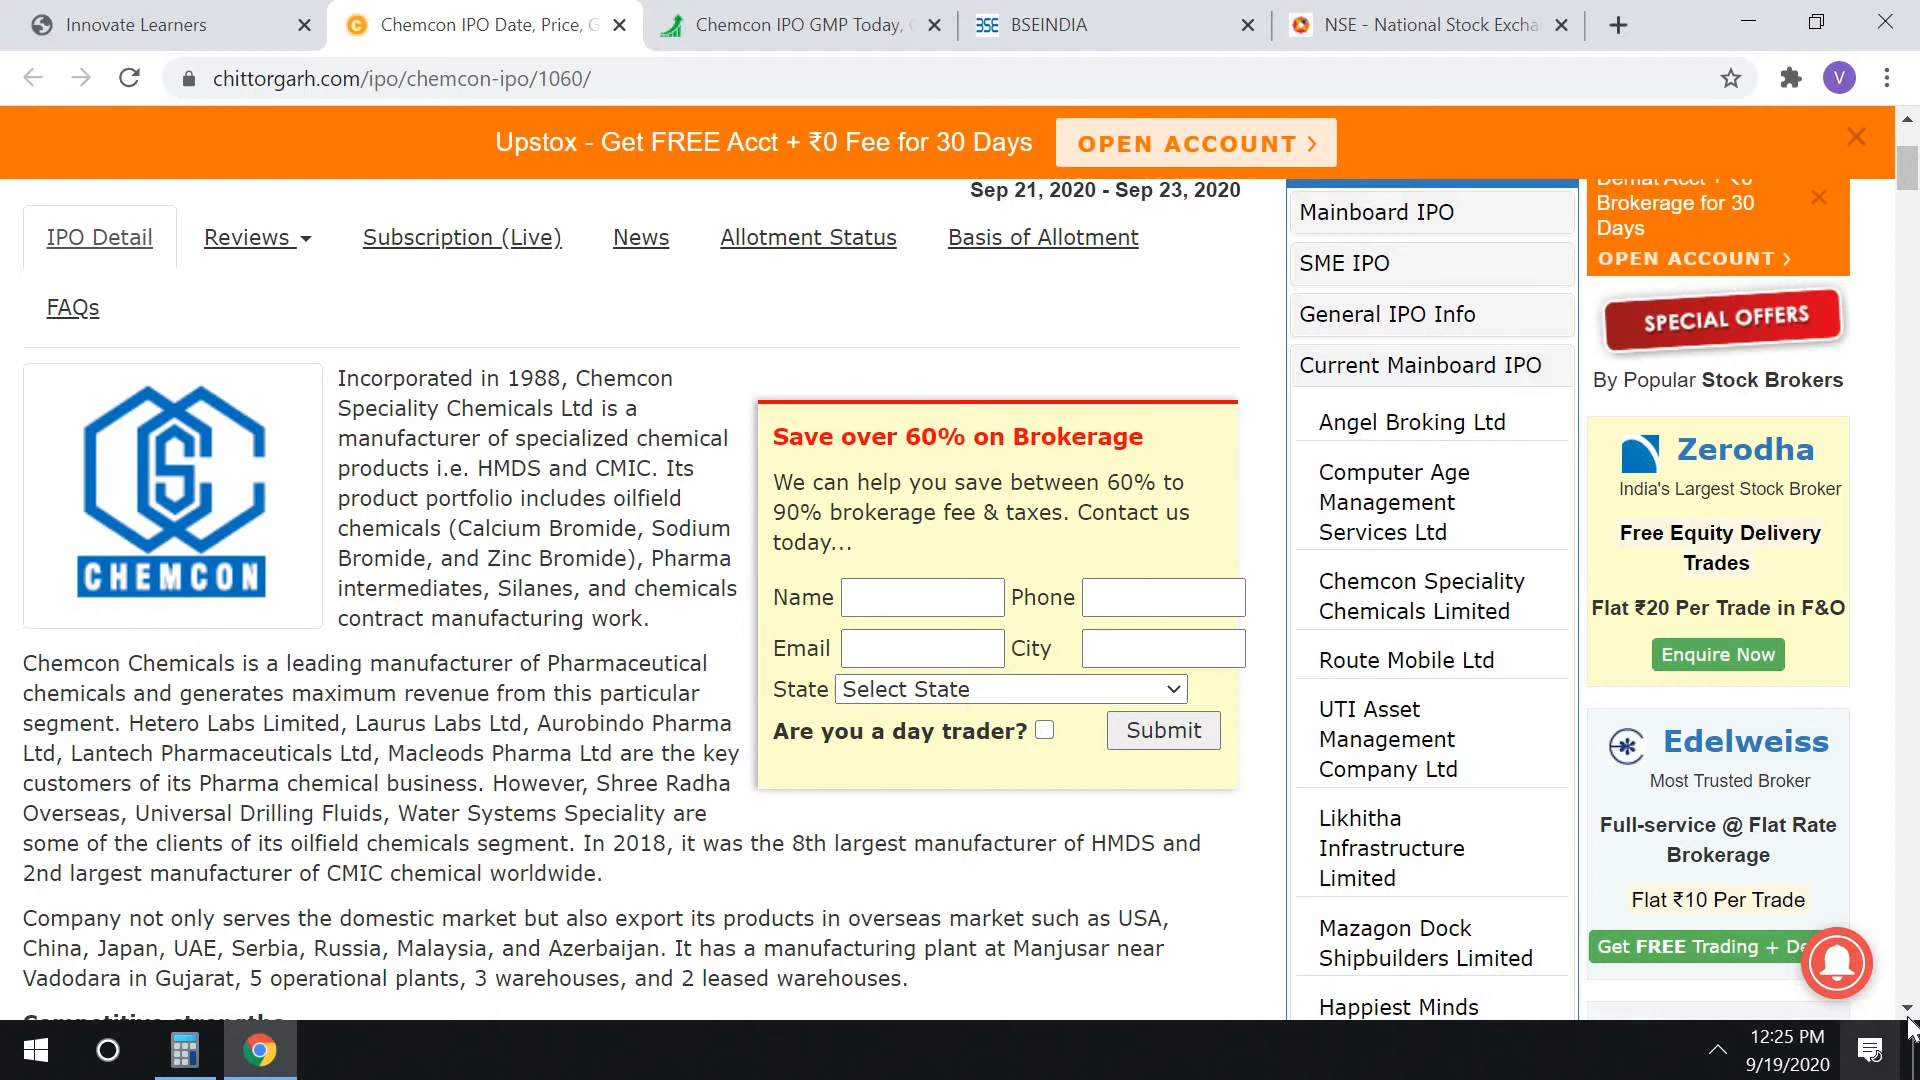 Innovate Learners
Chemcon IPO Date, Price, G
Chemcon IPO GMP Today,
BSE BSEINDIA
NSE - National Stock Excha
chittorgarh.com/ipo/chemcon-ipo/1060/
V
Upstox - Get FREE Acct + ₹0 Fee for 30 Days
OPEN ACCOUNT >
Sep 21, 2020 - Sep 23, 2020
IPO Detail
Reviews
Subscription (Live)
News
Allotment Status
Basis of Allotment
FAQs
CHEMCON
Incorporated in 1988, Chemcon
Speciality Chemicals Ltd is a
manufacturer of specialized chemical
products i.e. HMDS and CMIC. Its
product portfolio includes oilfield
chemicals (Calcium Bromide, Sodium
Bromide, and Zinc Bromide), Pharma
intermediates, Silanes, and chemicals
contract manufacturing work.
Chemcon Chemicals is a leading manufacturer of Pharmaceutical
chemicals and generates maximum revenue from this particular
segment. Hetero Labs Limited, Laurus Labs Ltd, Aurobindo Pharma
Ltd, Lantech Pharmaceuticals Ltd, Macleods Pharma Ltd are the key
customers of its Pharma chemical business. However, Shree Radha
Overseas, Universal Drilling Fluids, Water Systems Speciality are
some of the clients of its oilfield chemicals segment. In 2018, it was the 8th largest manufacturer of HMDS and
2nd largest manufacturer of CMIC chemical worldwide.
Company not only serves the domestic market but also export its products in overseas market such as USA,
China, Japan, UAE, Serbia, Russia, Malaysia, and Azerbaijan. It has a manufacturing plant at Manjusar near
Vadodara in Gujarat, 5 operational plants, 3 warehouses, and 2 leased warehouses.
Competitive strengths
Save over 60% on Brokerage
We can help you save between 60% to
90% brokerage fee & taxes. Contact us
today...
Name
Phone
Email
City
State Select State
Are you a day trader?
Submit
Mainboard IPO
SME IPO
General IPO Info
Current Mainboard IPO
Angel Broking Ltd
Computer Age
Management
Services Ltd
Chemcon Speciality
Chemicals Limited
Route Mobile Ltd
UTI Asset
Management
Company Ltd
Likhitha
Infrastructure
Limited
Mazagon Dock
Shipbuilders Limited
Happiest Minds
Demat Acct + ₹0
Brokerage for 30
Days
OPEN ACCOUNT >
SPECIAL OFFERS
By Popular Stock Brokers
Zerodha
India's Largest Stock Broker
Free Equity Delivery
Trades
Flat ₹20 Per Trade in F&O
Enquire Now
Edelweiss
Most Trusted Broker
Full-service @ Flat Rate
Brokerage
Flat ₹10 Per Trade
Get FREE Trading + De
12:25 PM
9/19/2020